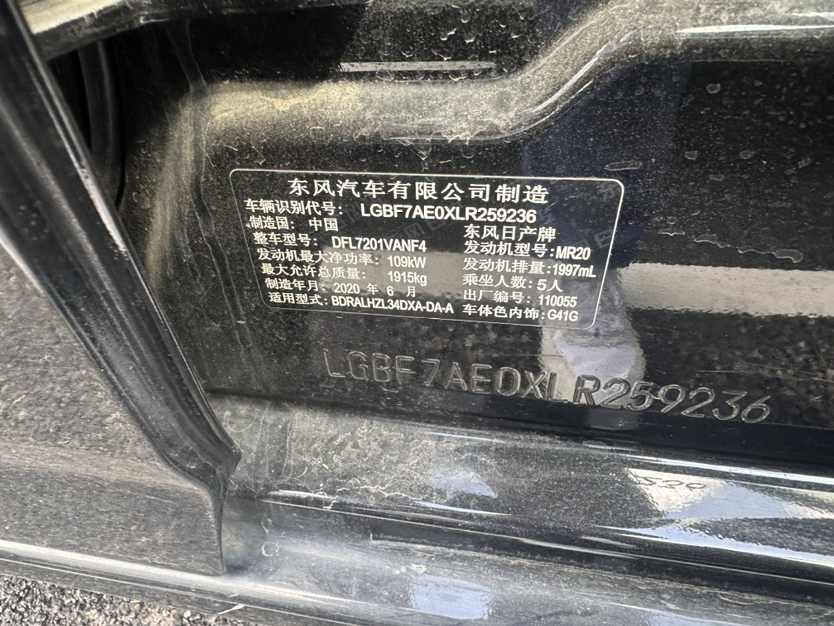 东风汽车有限公司制造
车辆识别代号: LGBF7AE0XLR259236
制造国: 中国 东风日产牌
整车型号: DFL7201VANF4 发动机型号:MR20
发动机最大净功率: 109kW 发动机排量:1997mL
最大允许总质量: 1915kg 乘坐人数:5人
制造年月: 2020 年 6 月 出厂编号: 110055
适用型式: BDRALHZL34DXA-DA-A 车体色内饰:G41G
LGBF7AE0XLR259236